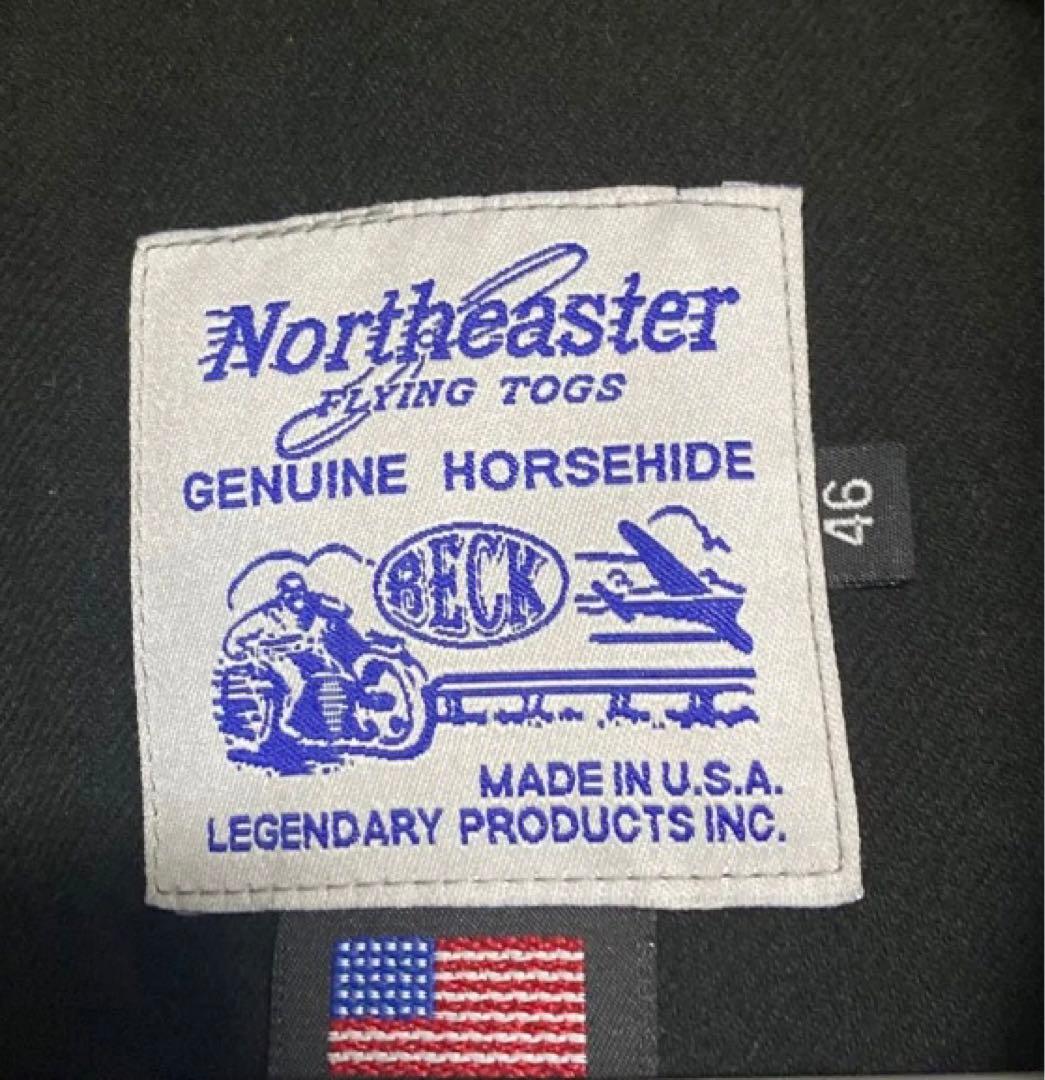 Northeaster
FLYING TOGS
GENUINE HORSEHIDE
BECK
46
MADE IN U.S.A.
LEGENDARY PRODUCTS INC.